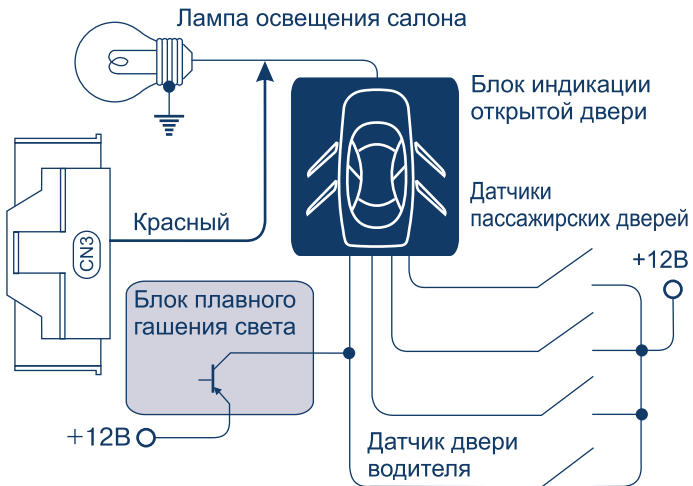 Лампа освещения салона
Блок индикации
открытой двери
Датчики
пассажирских дверей
Красный
CN3
+12В
Блок плавного
гашения света
+12В
Датчик двери
водителя